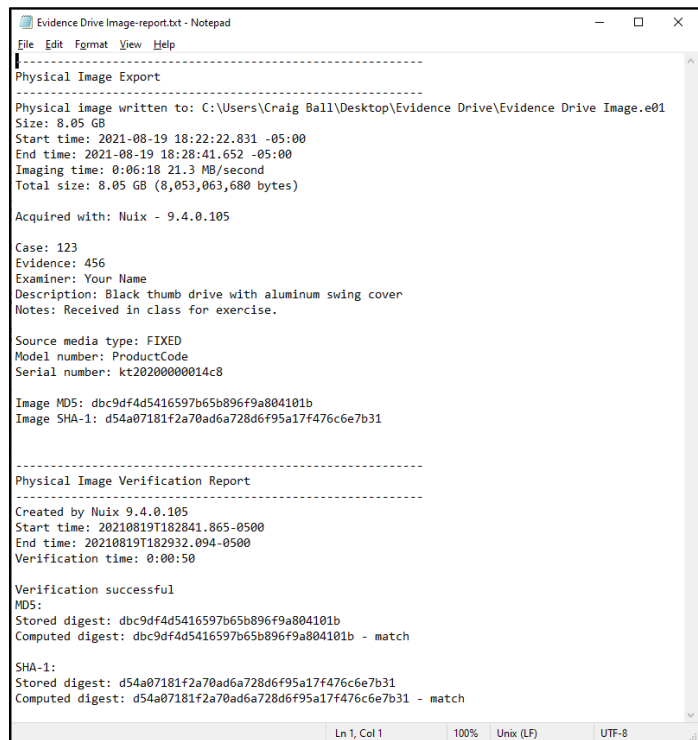 Evidence Drive Image-report.txt - Notepad
File Edit Format View Help
----------------------------------------------------------
Physical Image Export
----------------------------------------------------------
Physical image written to: C:\Users\Craig Ball\Desktop\Evidence Drive\Evidence Drive Image.e01
Size: 8.05 GB
Start time: 2021-08-19 18:22:22.831 -05:00
End time: 2021-08-19 18:28:41.652 -05:00
Imaging time: 0:06:18 21.3 MB/second
Total size: 8.05 GB (8,053,063,680 bytes)
Acquired with: Nuix - 9.4.0.105
Case: 123
Evidence: 456
Examiner: Your Name
Description: Black thumb drive with aluminum swing cover
Notes: Received in class for exercise.
Source media type: FIXED
Model number: ProductCode
Serial number: kt20200000014c8
Image MD5: dbc9df4d5416597b65b896f9a804101b
Image SHA-1: d54a07181f2a70ad6a728d6f95a17f476c6e7b31
----------------------------------------------------------
Physical Image Verification Report
----------------------------------------------------------
Created by Nuix 9.4.0.105
Start time: 20210819T182841.865-0500
End time: 20210819T182932.094-0500
Verification time: 0:00:50
Verification successful
MD5:
Stored digest: dbc9df4d5416597b65b896f9a804101b
Computed digest: dbc9df4d5416597b65b896f9a804101b - match
SHA-1:
Stored digest: d54a07181f2a70ad6a728d6f95a17f476c6e7b31
Computed digest: d54a07181f2a70ad6a728d6f95a17f476c6e7b31 - match
Ln 1, Col 1 100% Unix (LF) UTF-8